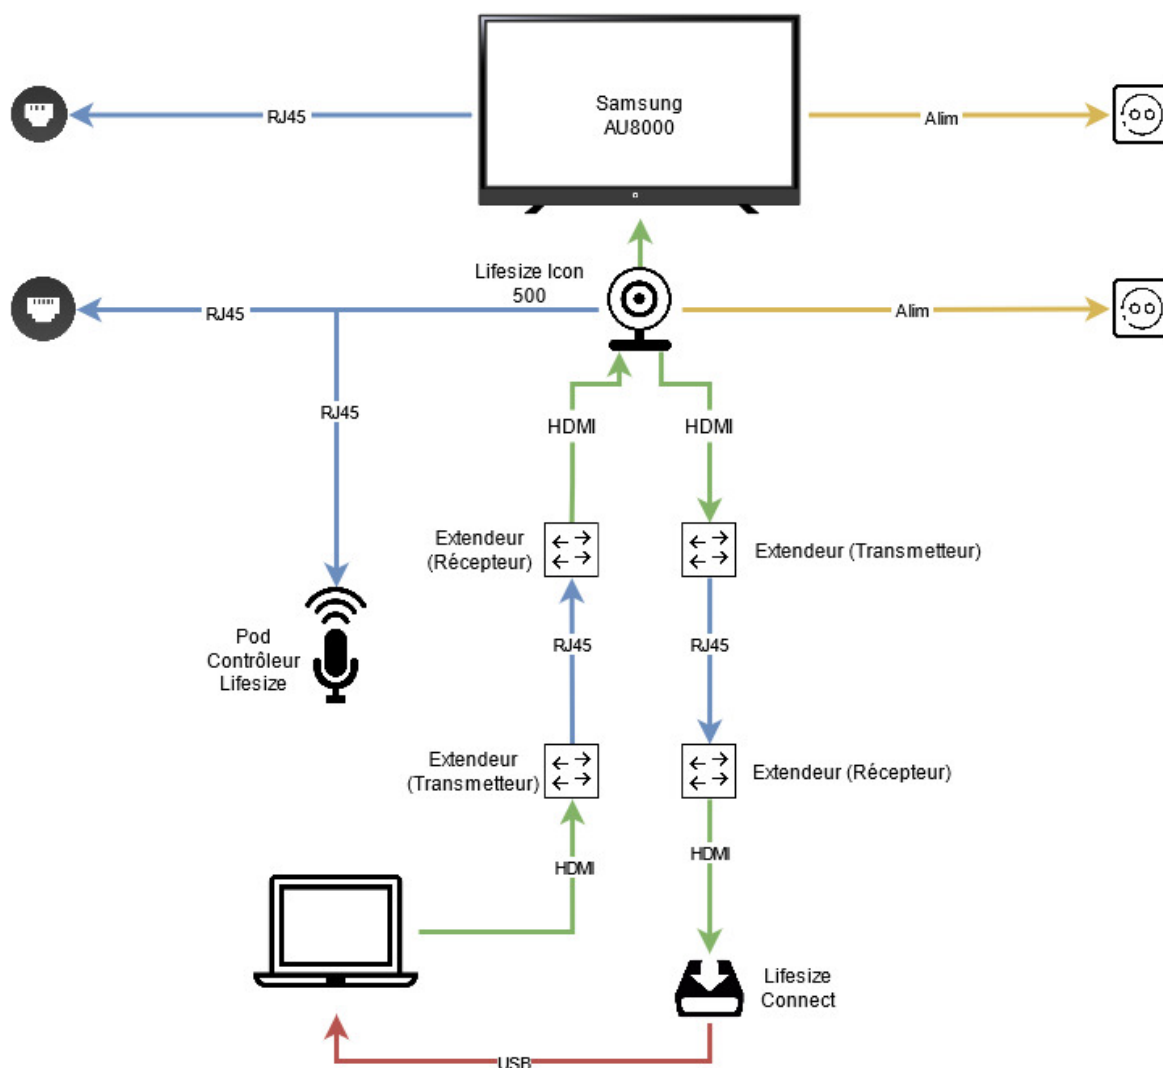 Samsung
AU8000
RJ45
Alim
Lifesize Icon
500
RJ45
Alim
RJ45
HDMI
HDMI
Extendeur
(Récepteur)
Extendeur (Transmetteur)
Pod
Contrôleur
Lifesize
RJ45
RJ45
Extendeur
(Transmetteur)
Extendeur (Récepteur)
HDMI
HDMI
Lifesize
Connect
USB